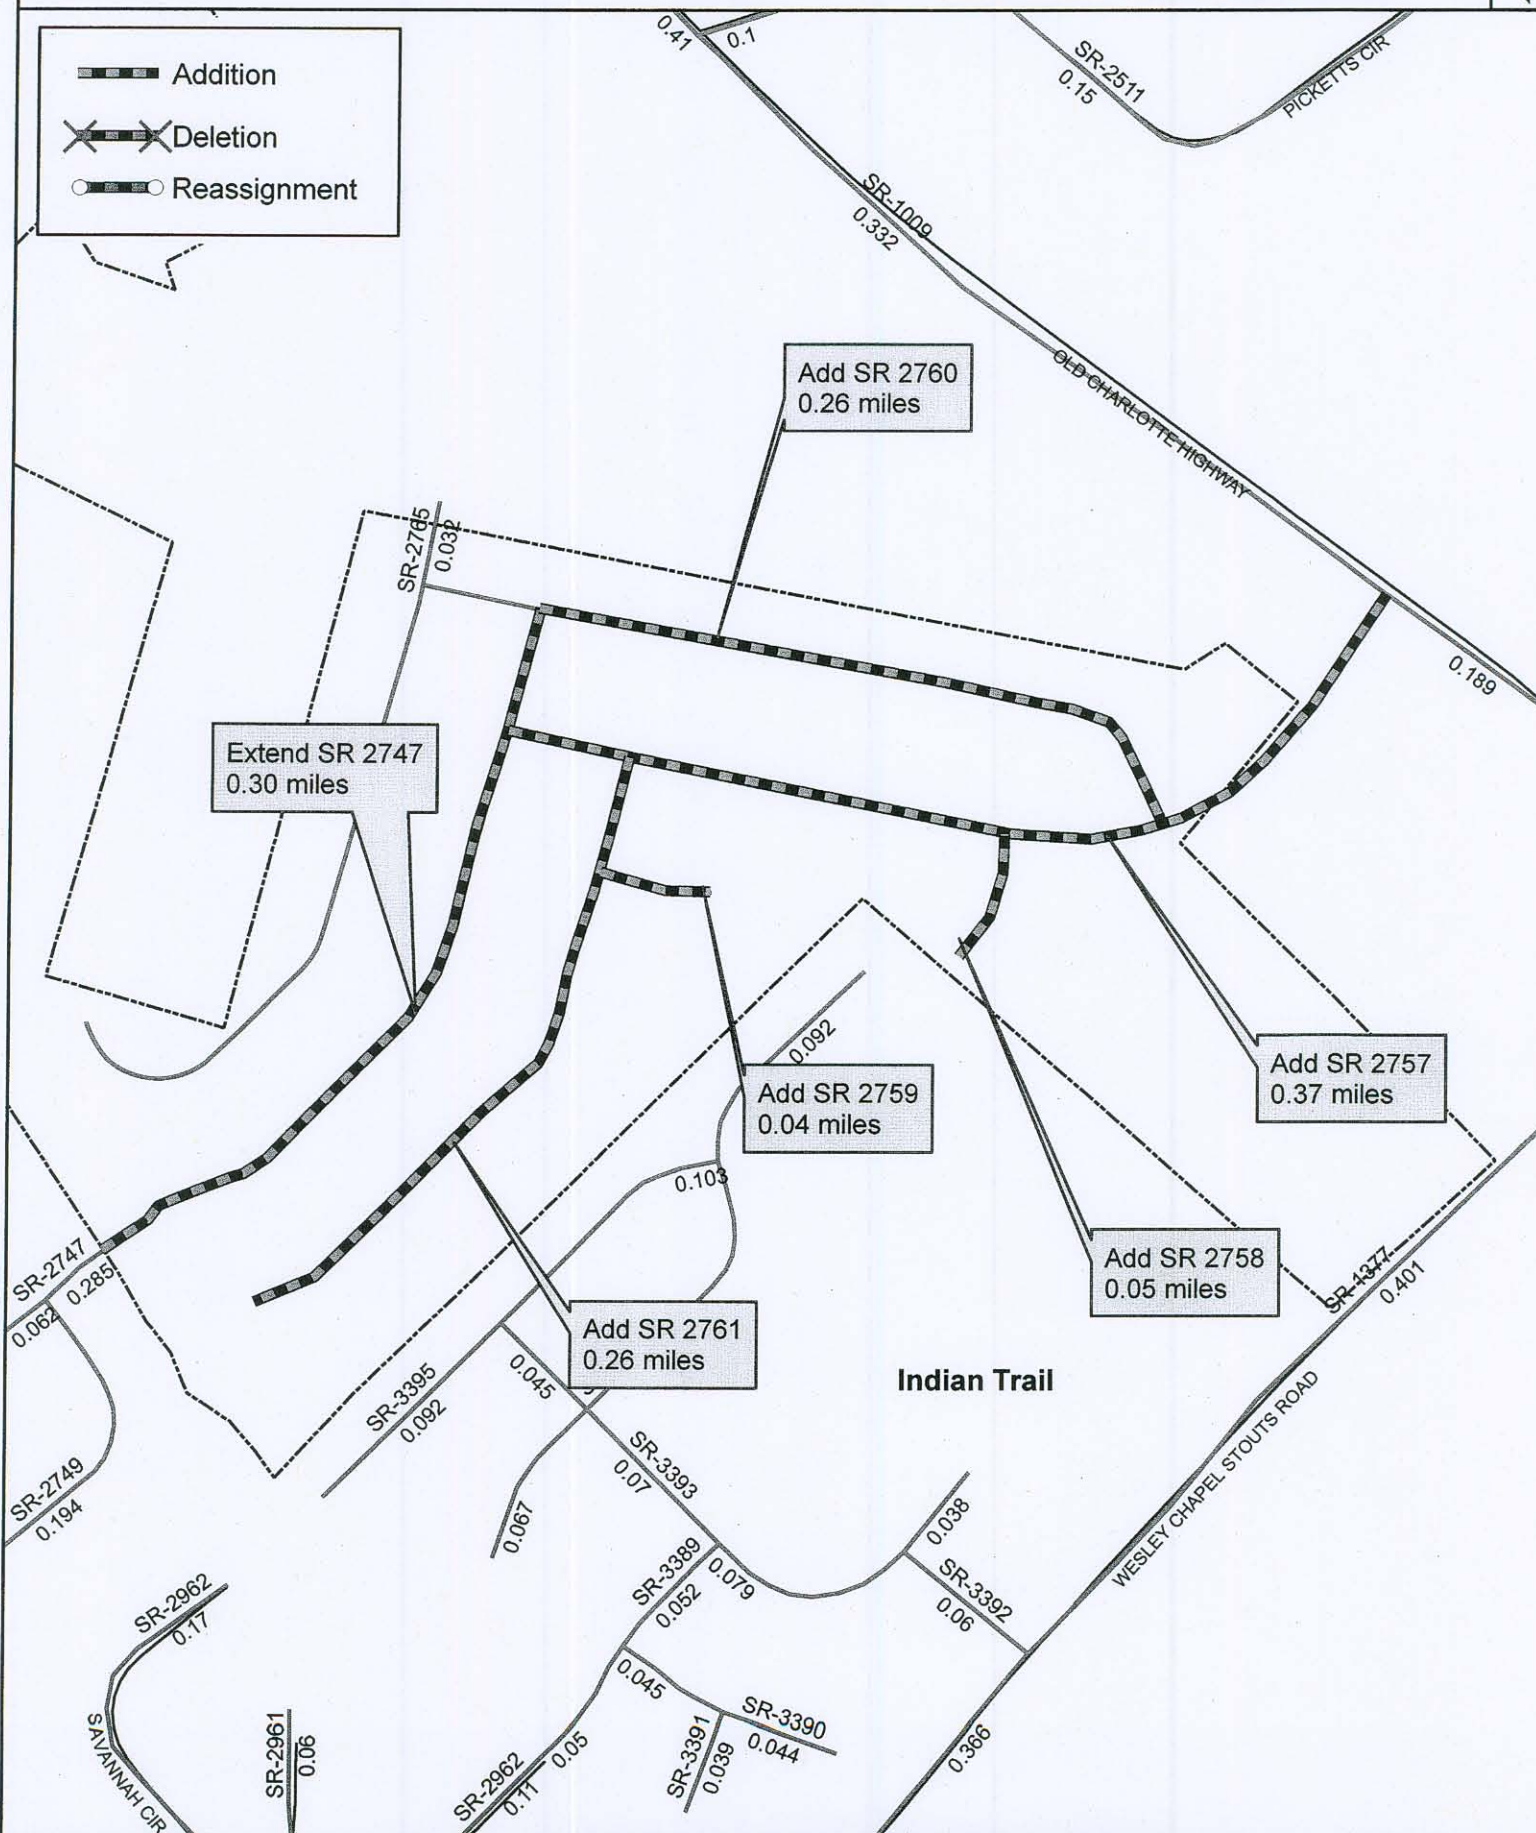 Addition
Deletion
Reassignment
0.41
0.1
SR-2511
0.15
PICKETTS CIR
SR-1009
0.332
OLD CHARLOTTE HIGHWAY
Add SR 2760
0.26 miles
SR-2765
0.032
0.189
Extend SR 2747
0.30 miles
0.092
Add SR 2757
0.37 miles
Add SR 2759
0.04 miles
0.103
SR-2747
0.285
0.062
Add SR 2758
0.05 miles
SR-1377
0.401
Add SR 2761
0.26 miles
0.045
SR-3395
0.092
Indian Trail
WESLEY CHAPEL STOUTS ROAD
SR-3393
0.07
SR-2749
0.194
0.067
0.038
SR-3389
0.052
0.079
SR-3392
0.06
SR-2962
0.17
0.045
SAVANNAH CIR
SR-2961
0.06
SR-3390
0.044
SR-3391
0.039
0.05
SR-2962
0.11
0.366